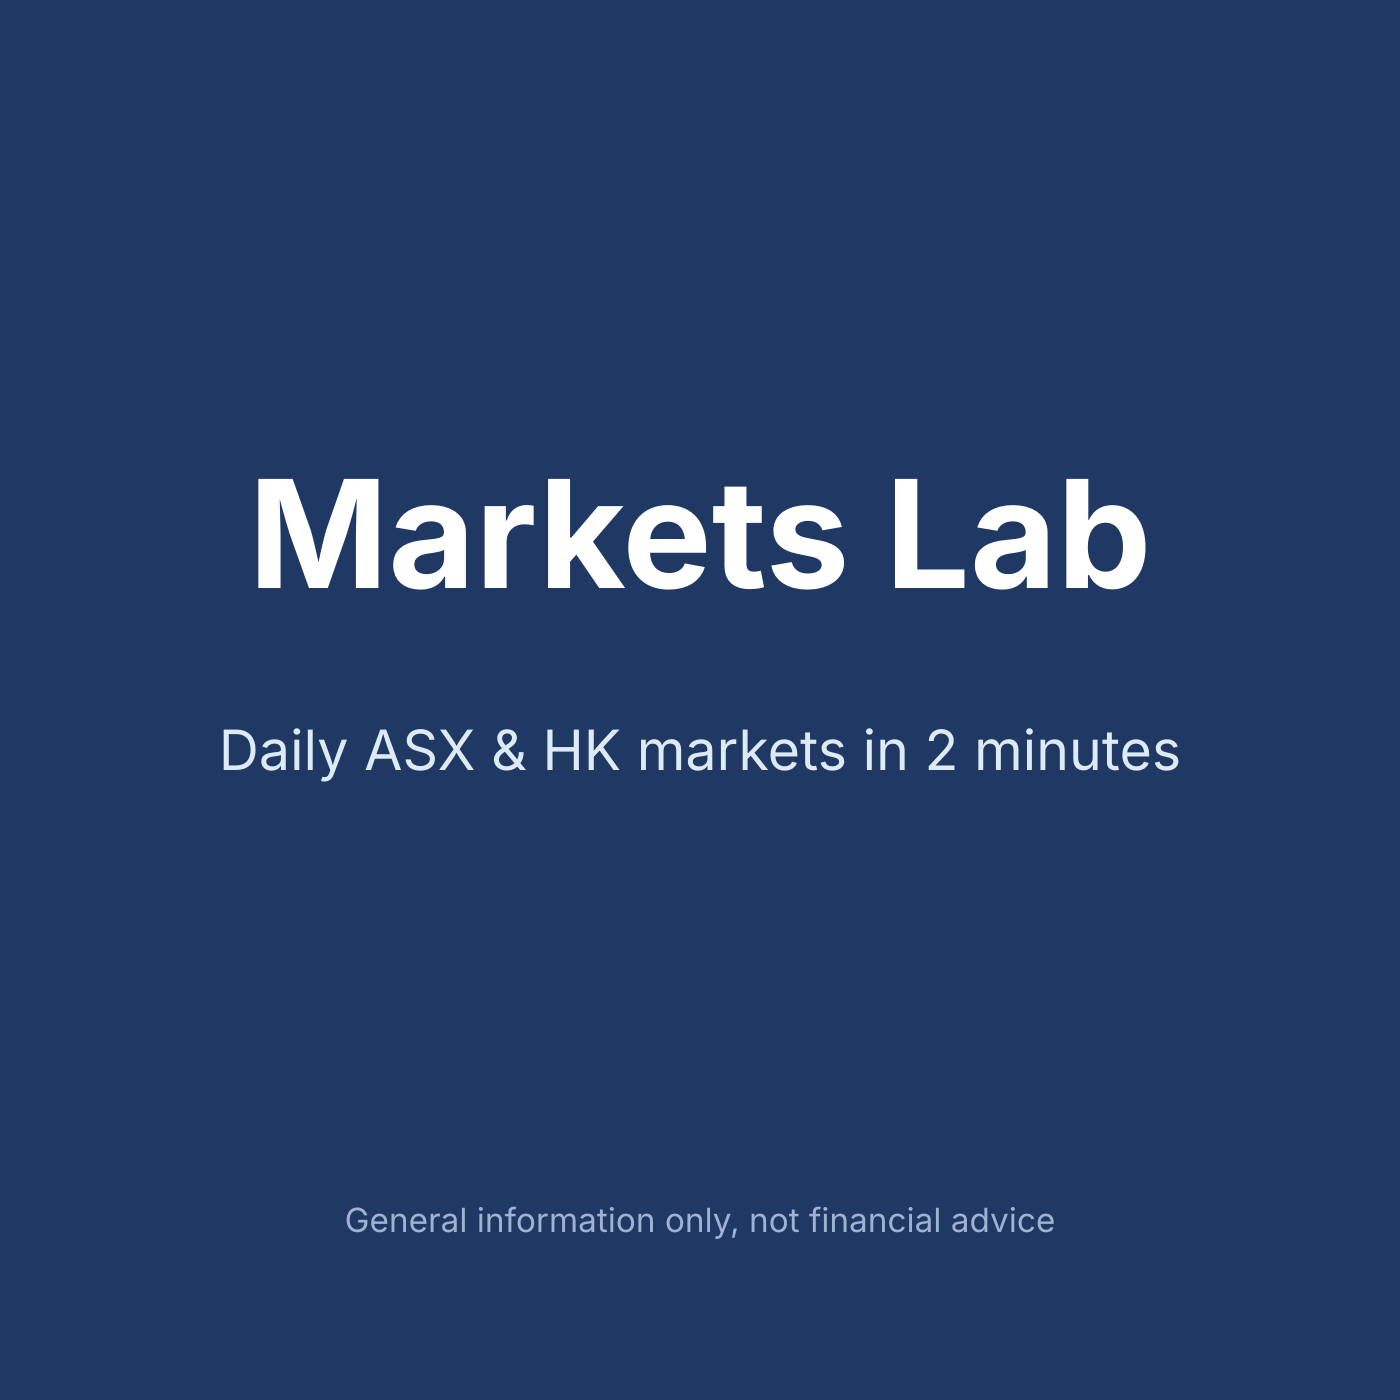 Markets Lab
Daily ASX & HK markets in 2 minutes
General information only, not financial advice